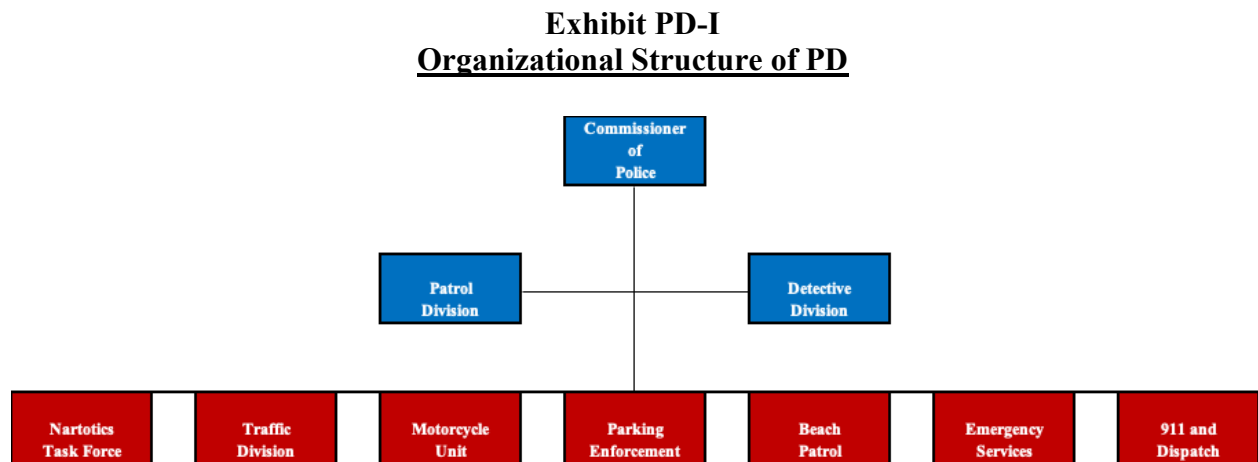 Exhibit PD-I
Organizational Structure of PD
Commissioner
of
Police
Patrol
Division
Detective
Division
Nartotics
Task Force
Traffic
Division
Motorcycle
Unit
Parking
Enforcement
Beach
Patrol
Emergency
Services
911 and
Dispatch